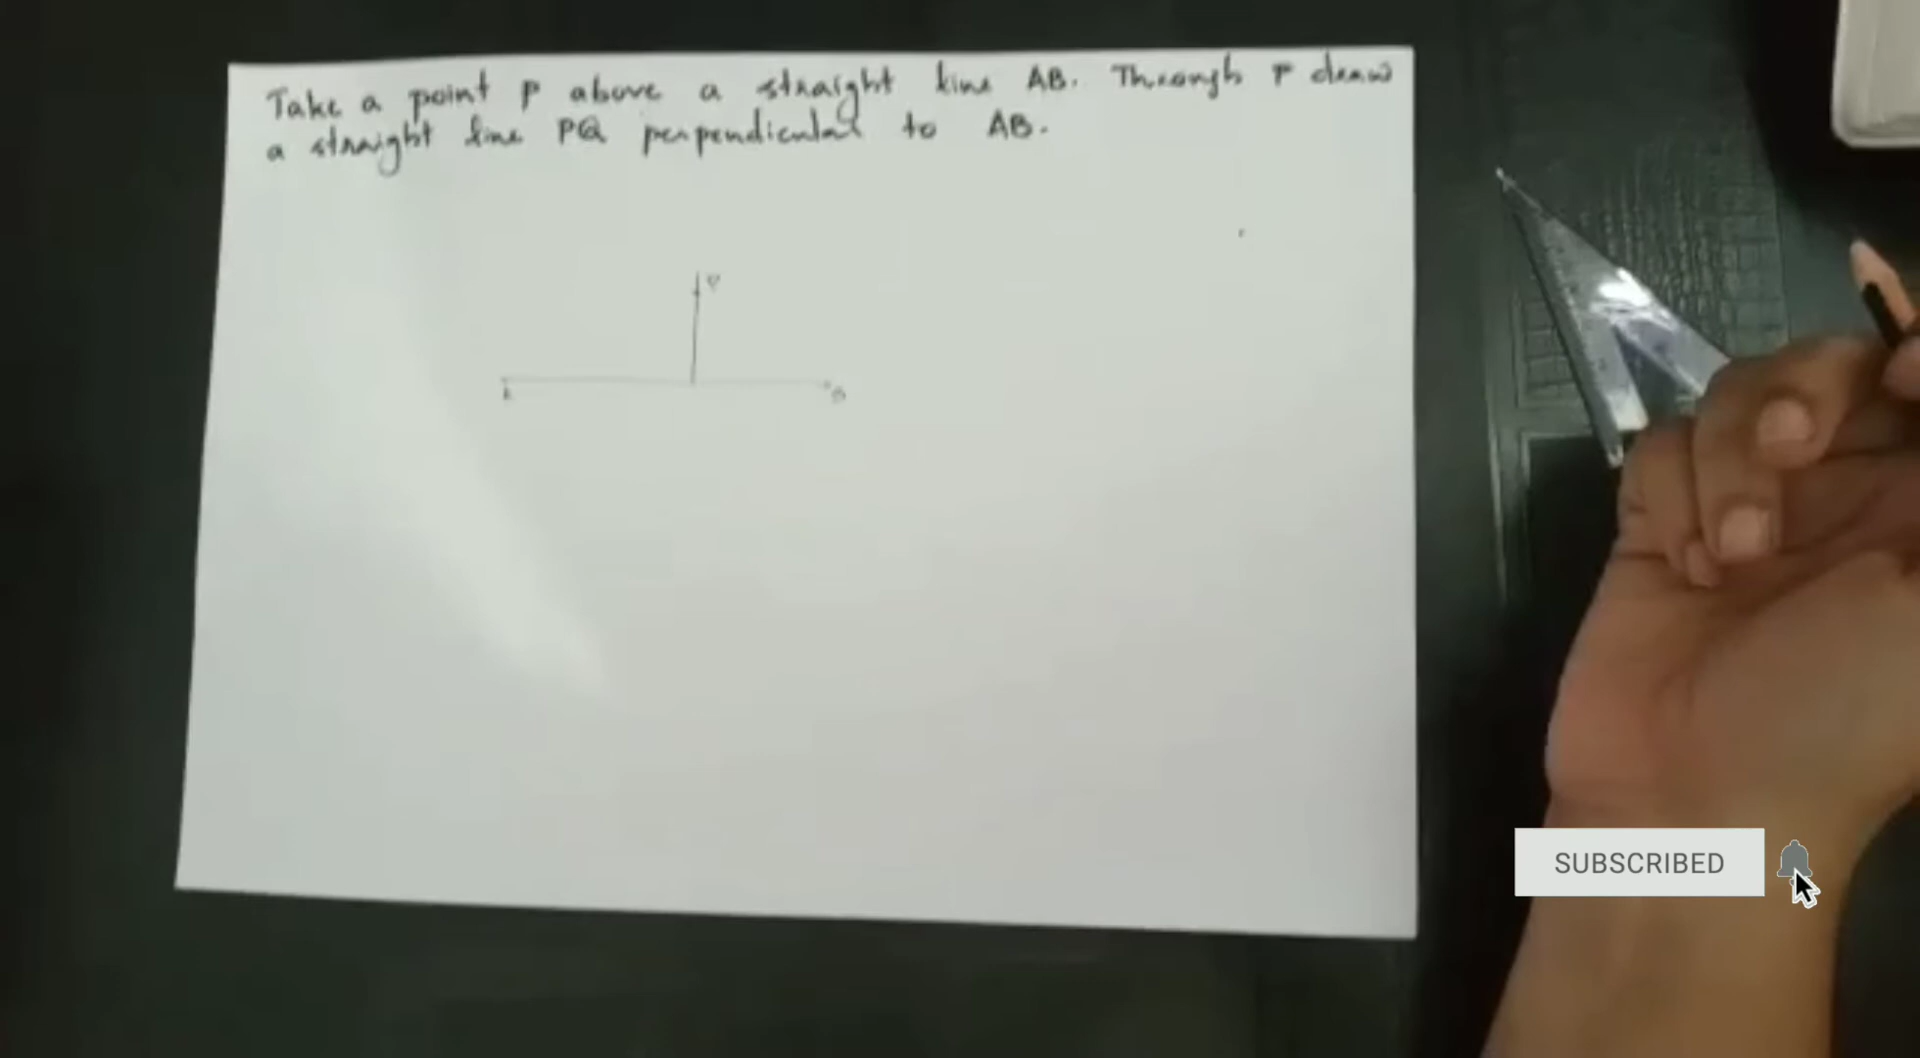 Take a point P above a straight line AB. Through P draw
a straight line PQ perpendicular to AB.
P
A B
SUBSCRIBED